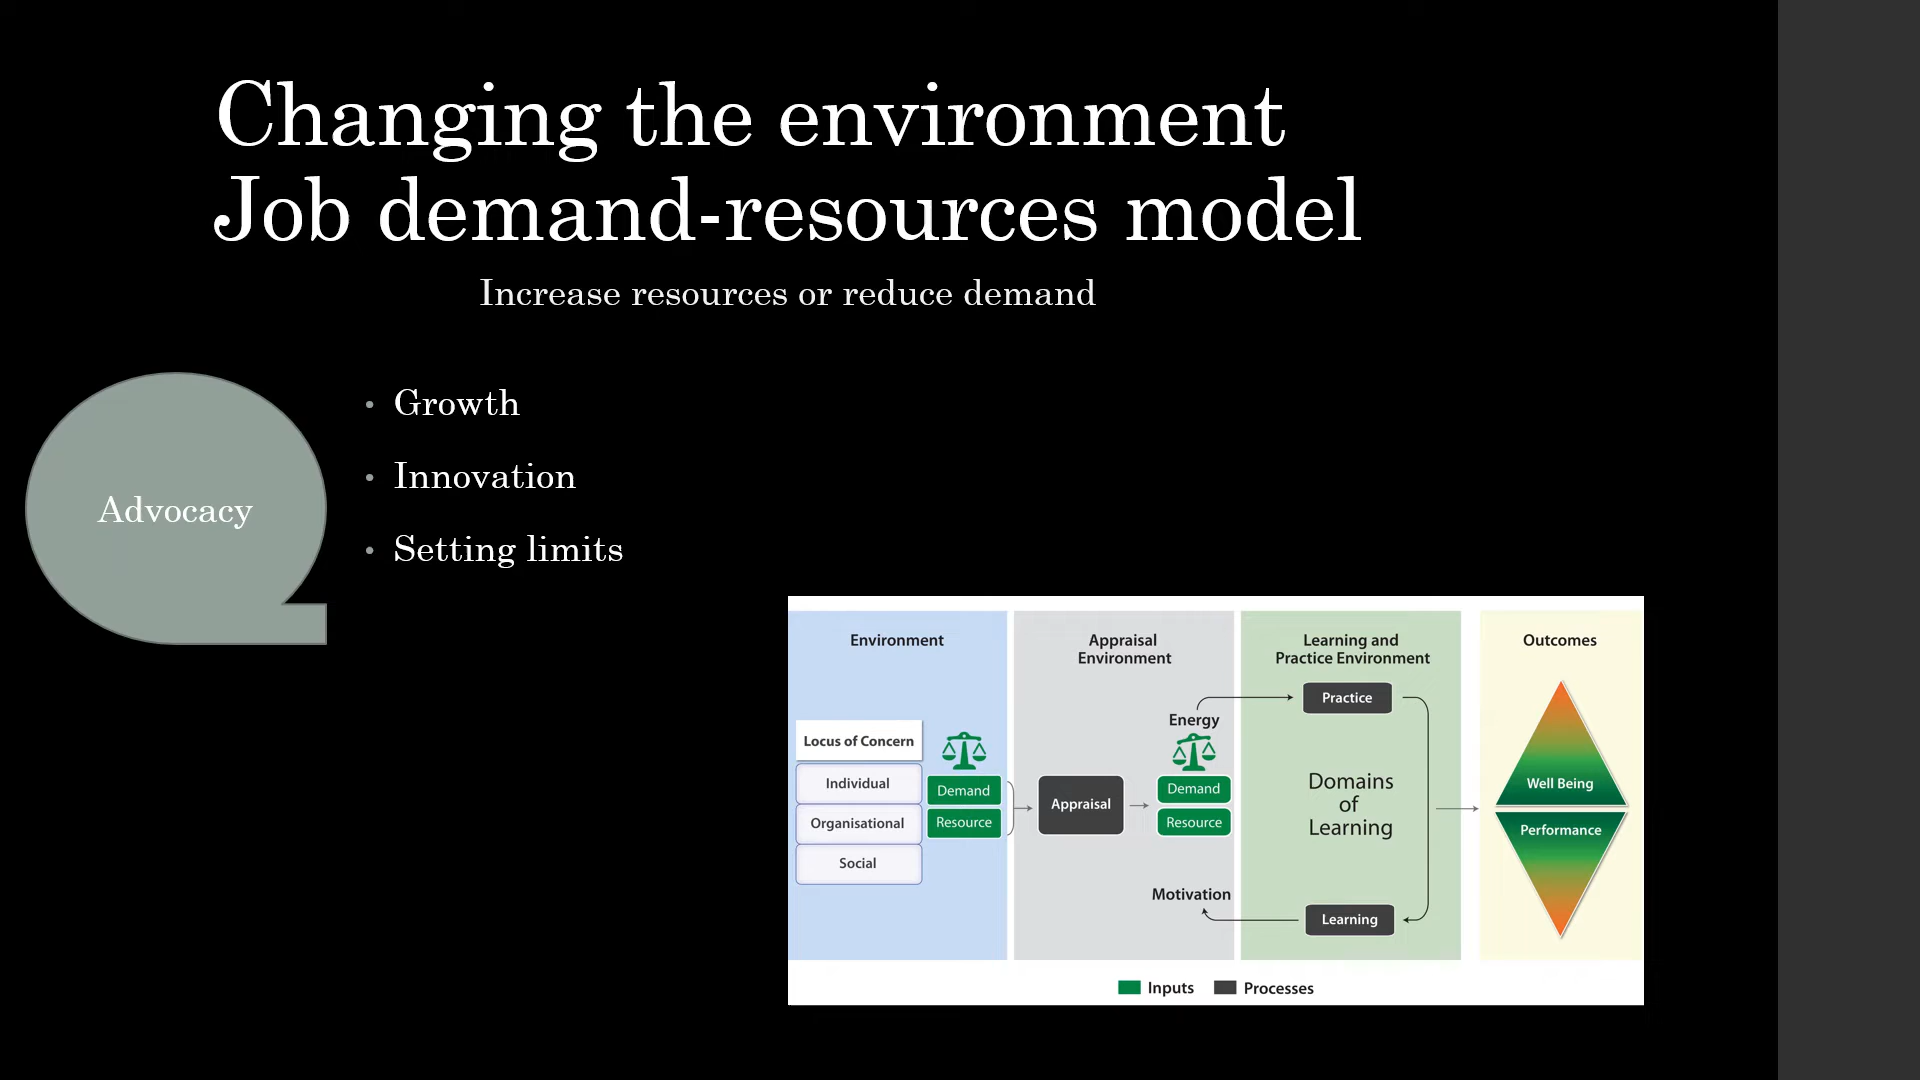 Changing the environment
Job demand-resources model
Increase resources or reduce demand
Advocacy
• Growth
• Innovation
• Setting limits
Environment
Locus of Concern
Individual
Organisational
Social
Demand
Resource
Appraisal
Environment
Appraisal
Energy
Demand
Resource
Motivation
Learning and
Practice Environment
Practice
Domains
of
Learning
Learning
Outcomes
Well Being
Performance
Inputs
Processes